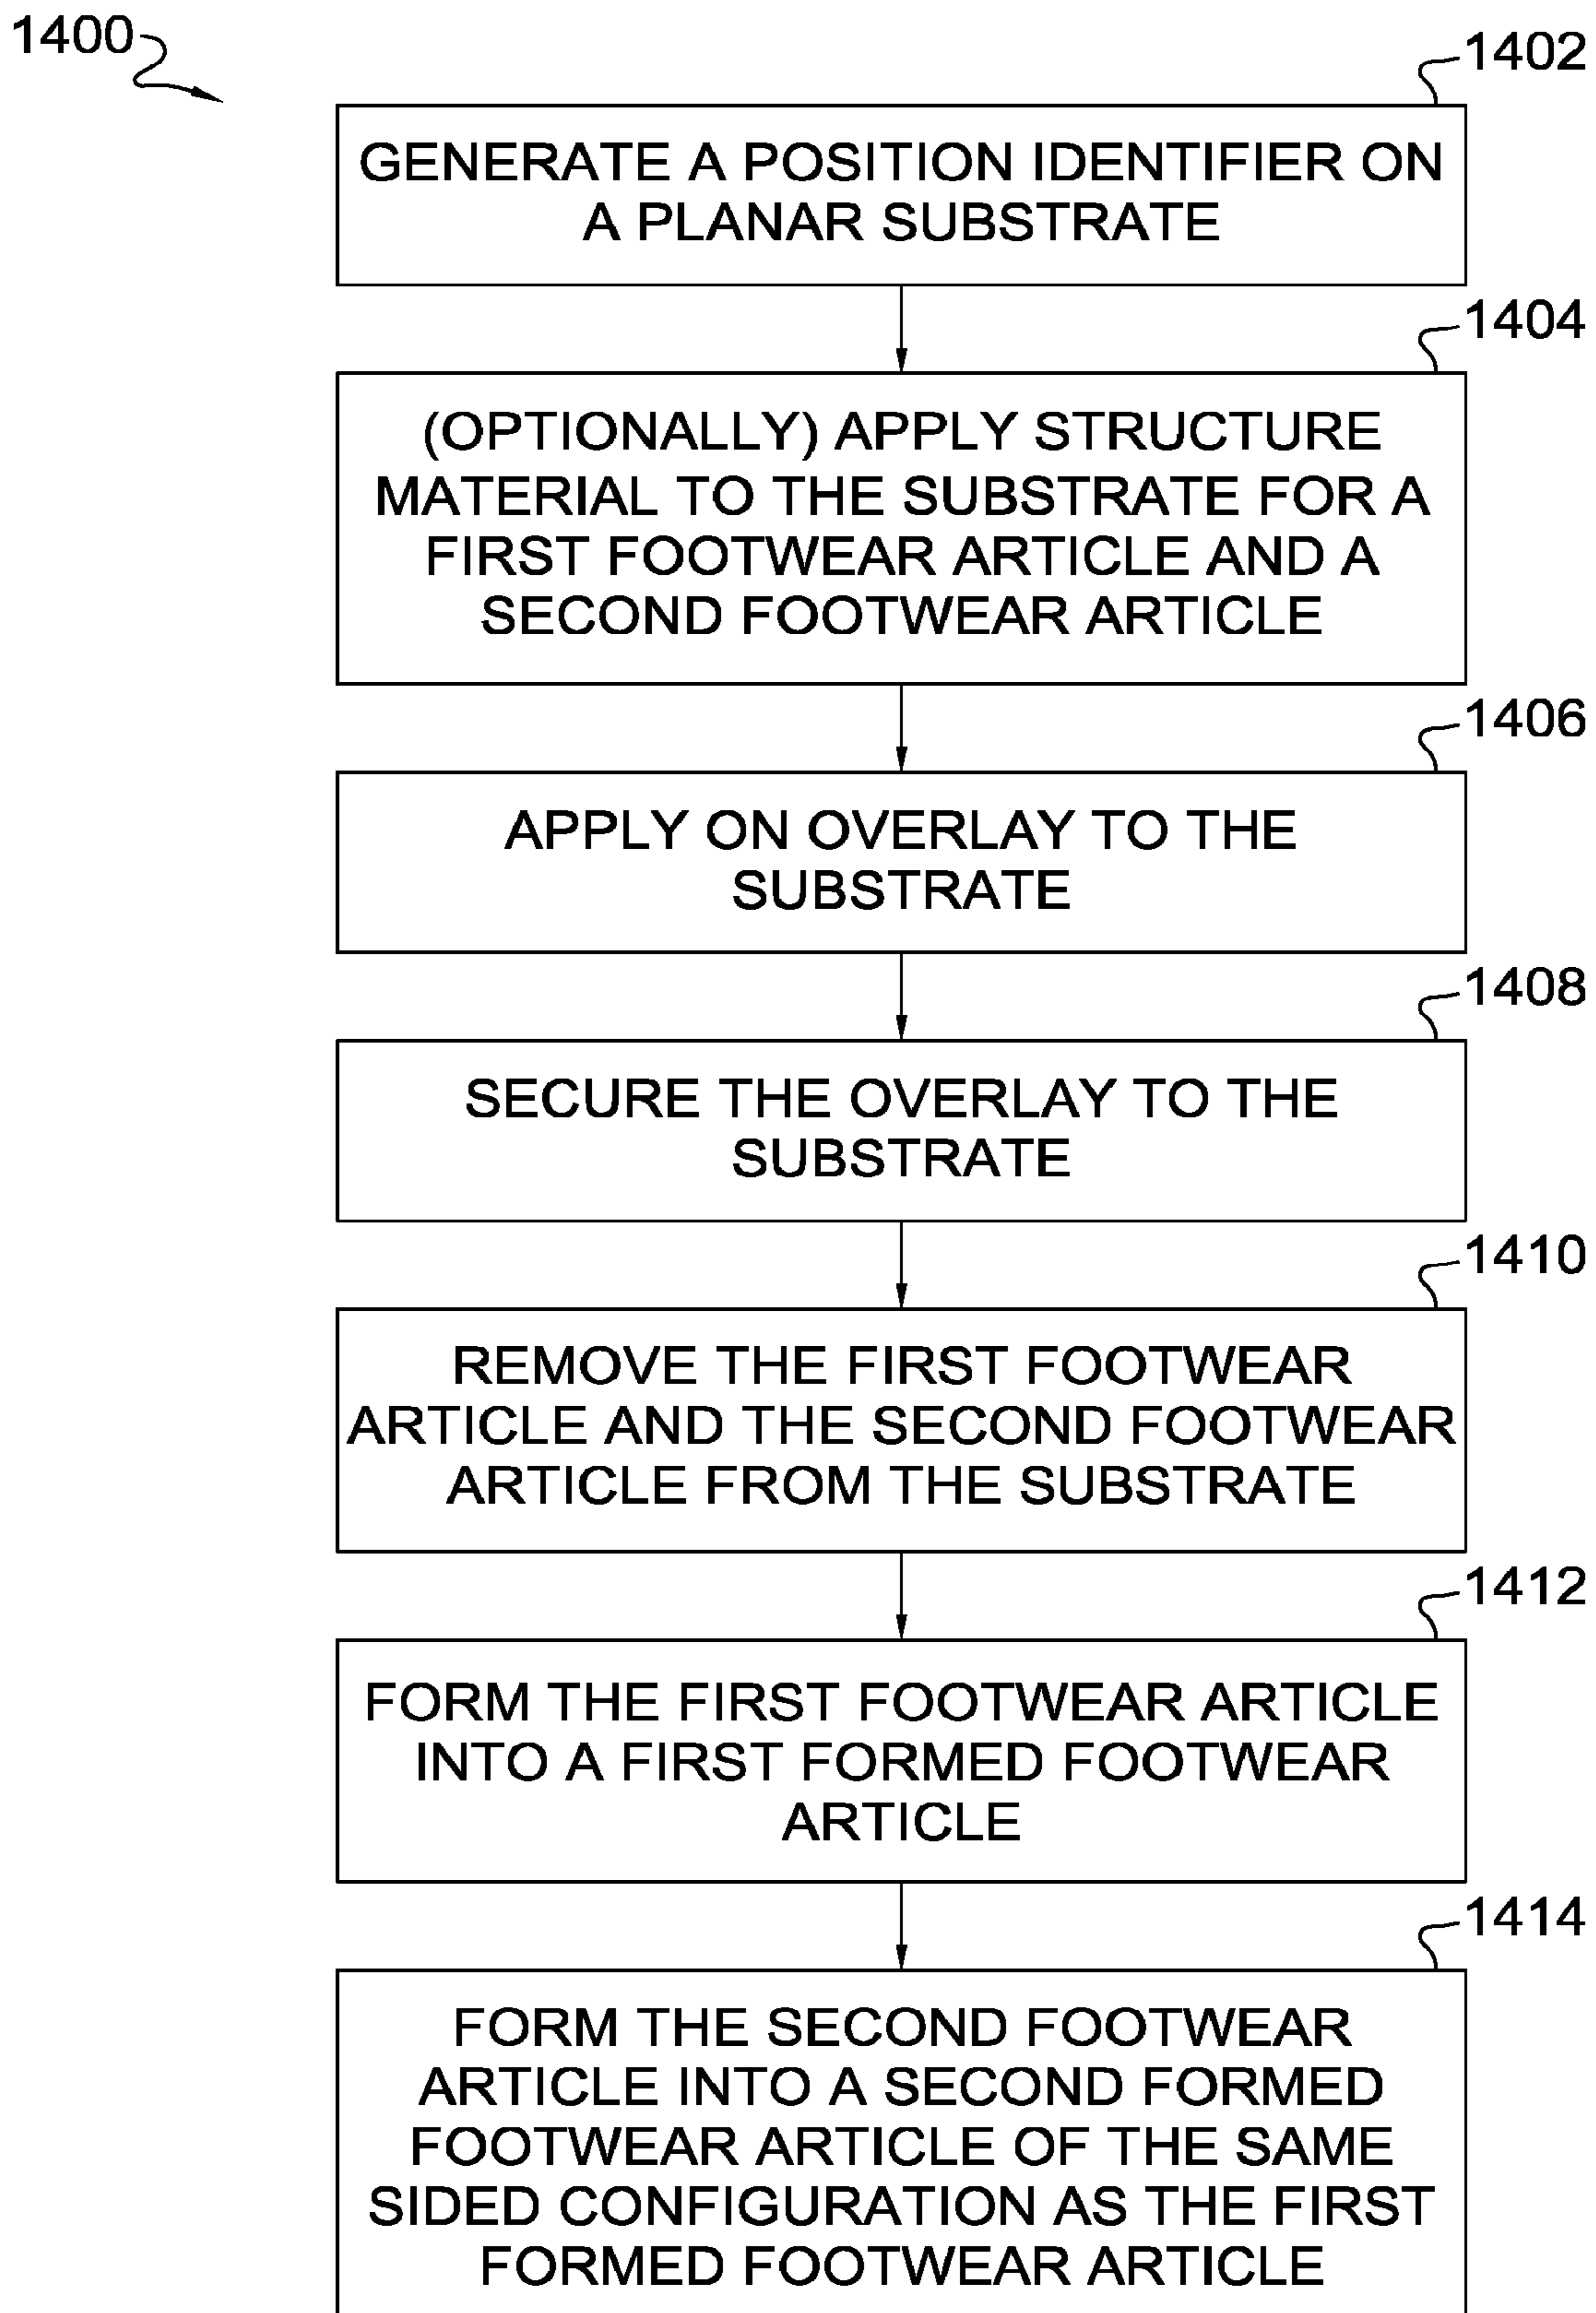 1400
1402
GENERATE A POSITION IDENTIFIER ON
A PLANAR SUBSTRATE
1404
(OPTIONALLY) APPLY STRUCTURE
MATERIAL TO THE SUBSTRATE FOR A
FIRST FOOTWEAR ARTICLE AND A
SECOND FOOTWEAR ARTICLE
1406
APPLY ON OVERLAY TO THE
SUBSTRATE
1408
SECURE THE OVERLAY TO THE
SUBSTRATE
1410
REMOVE THE FIRST FOOTWEAR
ARTICLE AND THE SECOND FOOTWEAR
ARTICLE FROM THE SUBSTRATE
1412
FORM THE FIRST FOOTWEAR ARTICLE
INTO A FIRST FORMED FOOTWEAR
ARTICLE
1414
FORM THE SECOND FOOTWEAR
ARTICLE INTO A SECOND FORMED
FOOTWEAR ARTICLE OF THE SAME
SIDED CONFIGURATION AS THE FIRST
FORMED FOOTWEAR ARTICLE